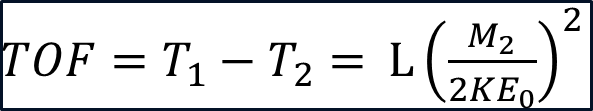 TOF = T₁ − T₂ = L (M₂ / 2KE₀)²